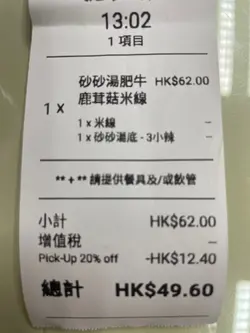 13:02
1 項目
砂砂湯肥牛 HK$62.00
1 x 鹿茸菇米線
1 x 米線 –
1 x 砂砂湯底 - 3小辣 –
** + ** 請提供餐具及/或飲管
小計 HK$62.00
增值稅 –
Pick-Up 20% off -HK$12.40
總計 HK$49.60